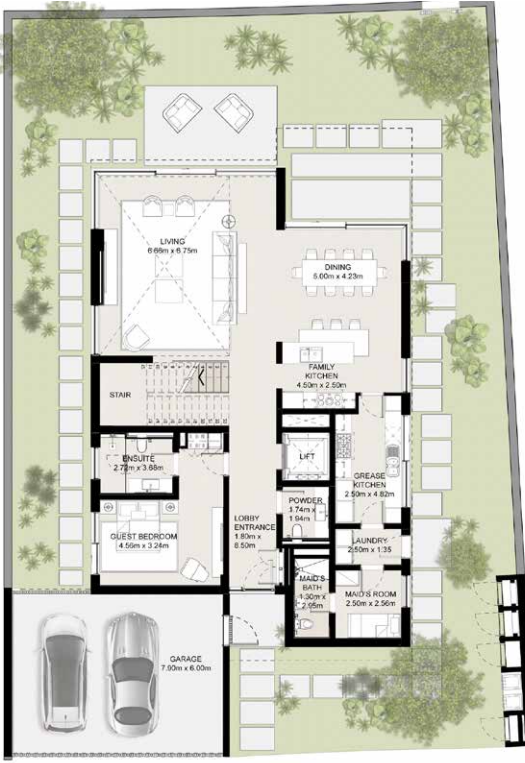 LIVING
6.66m x 6.75m
DINING
5.00m x 4.23m
FAMILY
KITCHEN
4.50m x 2.50m
STAIR
LIFT
ENSUITE
2.72m x 3.68m
GREASE
KITCHEN
2.50m x 4.82m
POWDER
1.74m x
1.94m
LOBBY
ENTRANCE
1.80m x
8.50m
GUEST BEDROOM
4.56m x 3.24m
LAUNDRY
2.50m x 1.35
MAID'S
BATH
1.30m x
2.95m
MAID'S ROOM
2.50m x 2.56m
GARAGE
7.00m x 6.00m